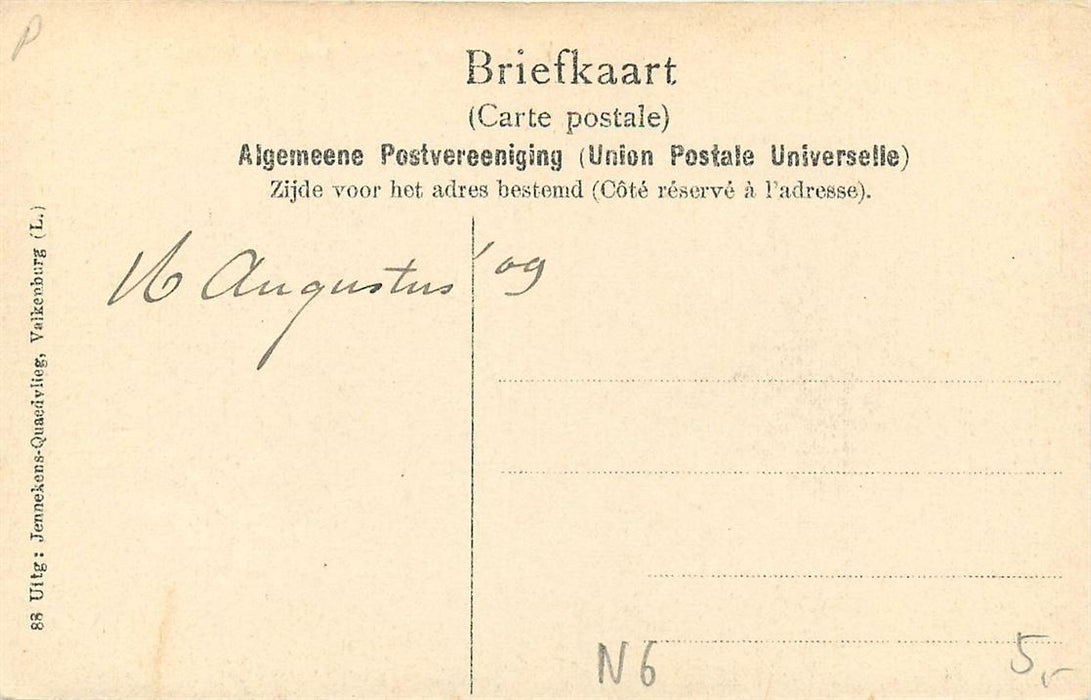 P
Briefkaart
(Carte postale)
Algemeene Postvereeniging (Union Postale Universelle)
Zijde voor het adres bestemd (Côté réservé à l'adresse).
16 Augustus '09
88 Uitg: Jennekens-Quaedvlieg, Valkenburg (L.)
N6
5,-